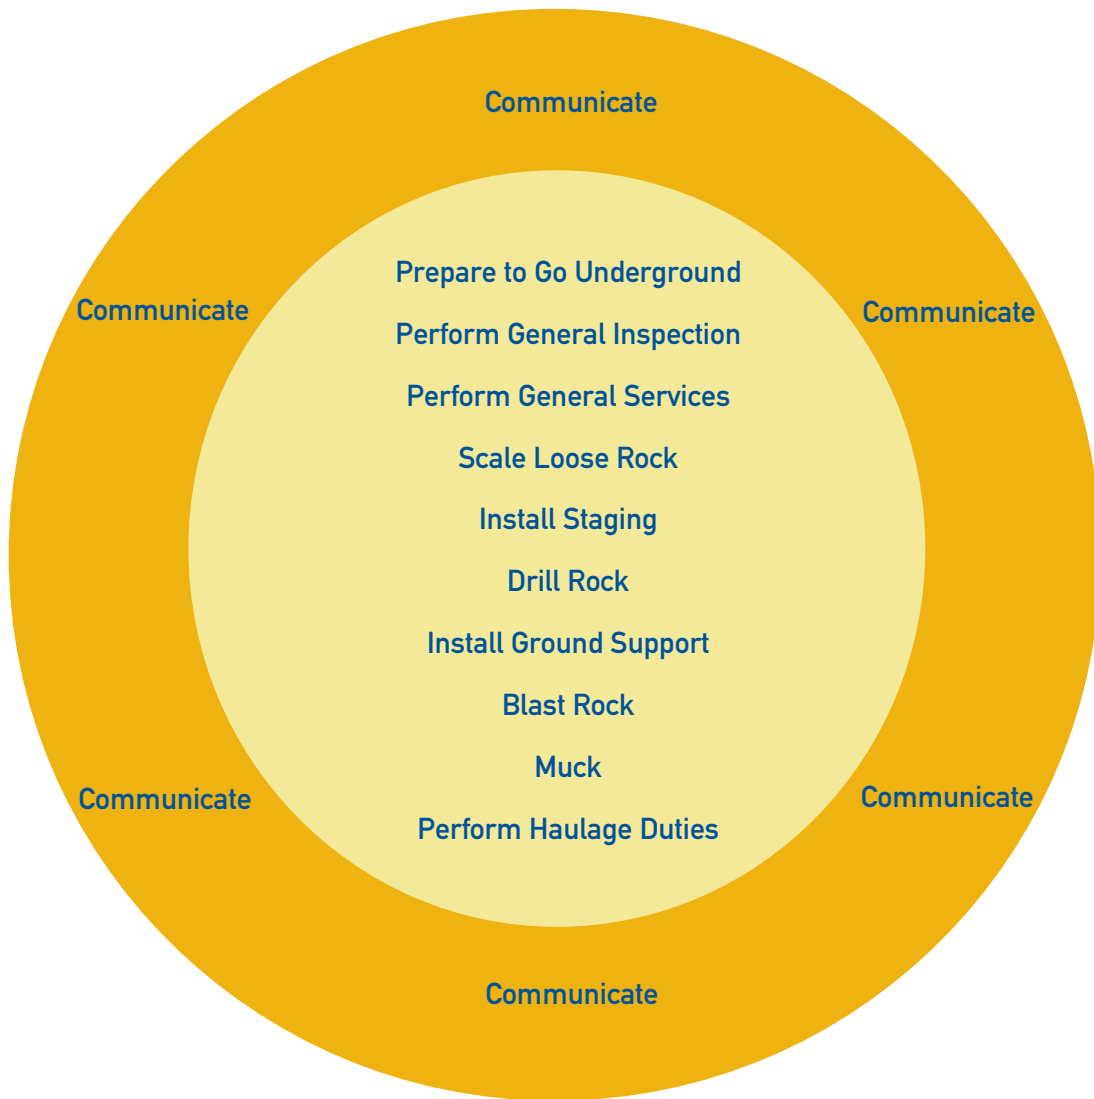 Communicate
Prepare to Go Underground
Communicate
Communicate
Perform General Inspection
Perform General Services
Scale Loose Rock
Install Staging
Drill Rock
Install Ground Support
Blast Rock
Muck
Communicate
Communicate
Perform Haulage Duties
Communicate